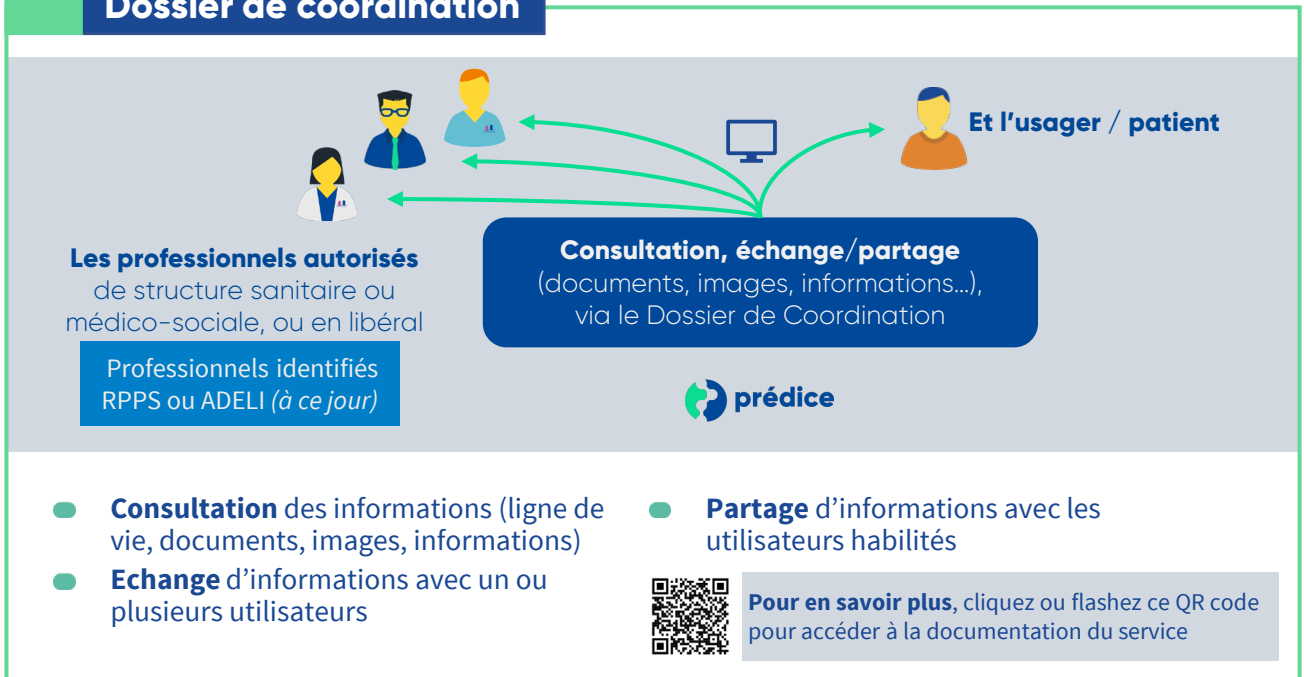 Dossier de coordination
Et l'usager / patient
Les professionnels autorisés
de structure sanitaire ou
médico-sociale, ou en libéral
Professionnels identifiés
RPPS ou ADELI (à ce jour)
Consultation, échange/partage
(documents, images, informations...),
via le Dossier de Coordination
prédice
Consultation des informations (ligne de
vie, documents, images, informations)
Echange d'informations avec un ou
plusieurs utilisateurs
Partage d'informations avec les
utilisateurs habilités
Pour en savoir plus, cliquez ou flashez ce QR code
pour accéder à la documentation du service